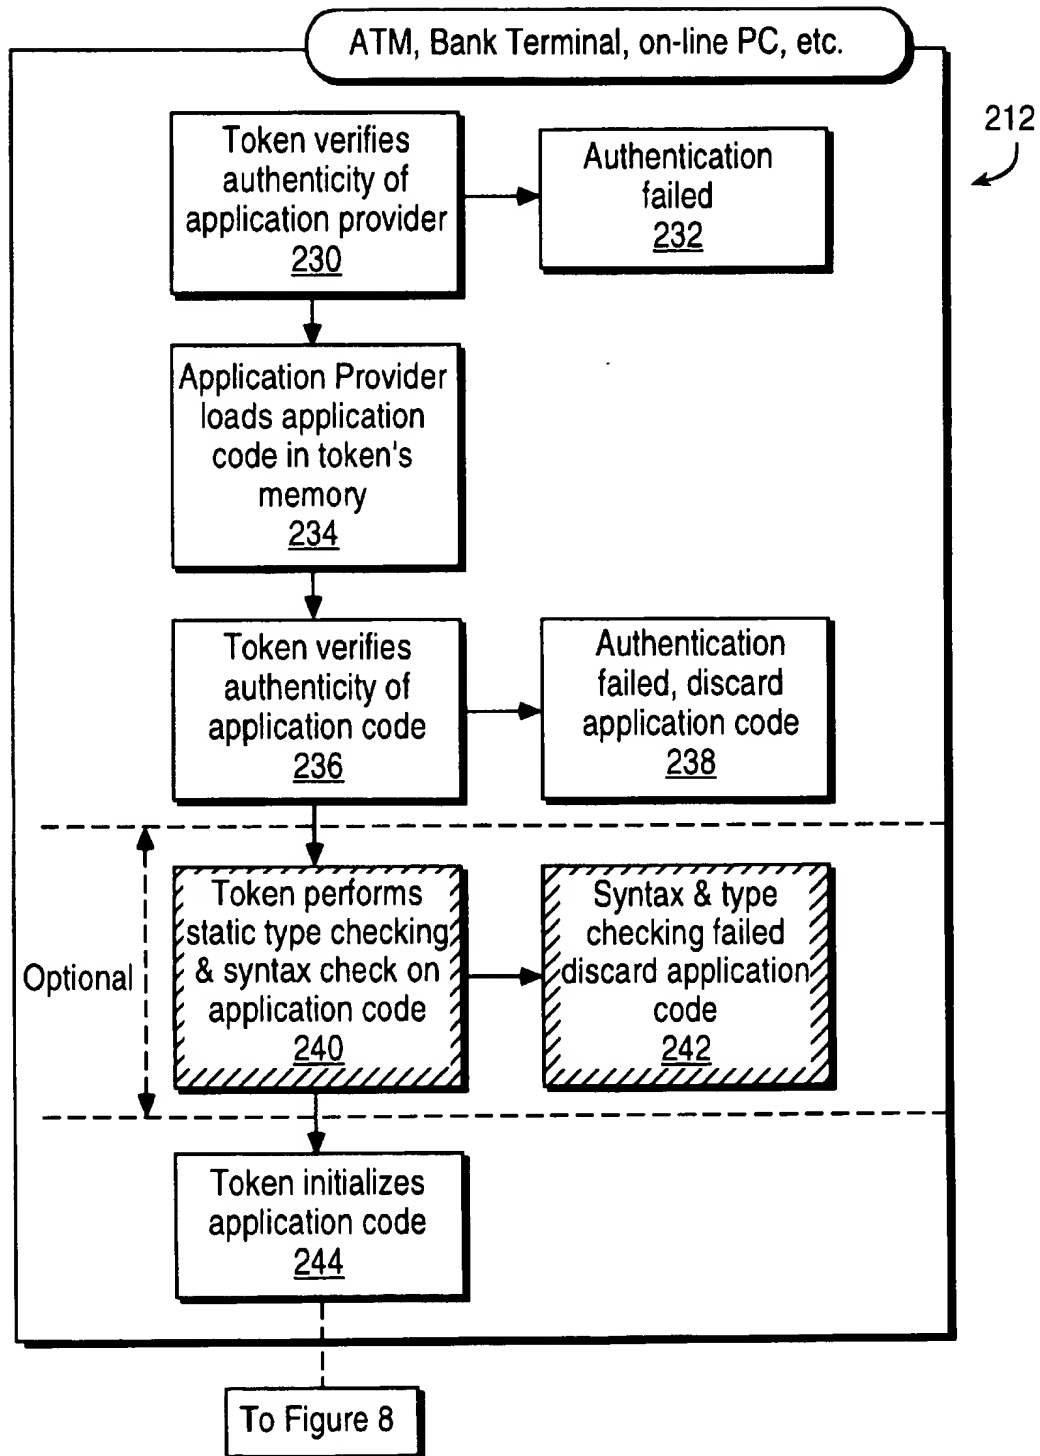 ATM, Bank Terminal, on-line PC, etc.
212
Token verifies
authenticity of
application provider
230
Authentication
failed
232
Application Provider
loads application
code in token's
memory
234
Token verifies
authenticity of
application code
236
Authentication
failed, discard
application code
238
Optional
Token performs
static type checking
& syntax check on
application code
240
Syntax & type
checking failed
discard application
code
242
Token initializes
application code
244
To Figure 8